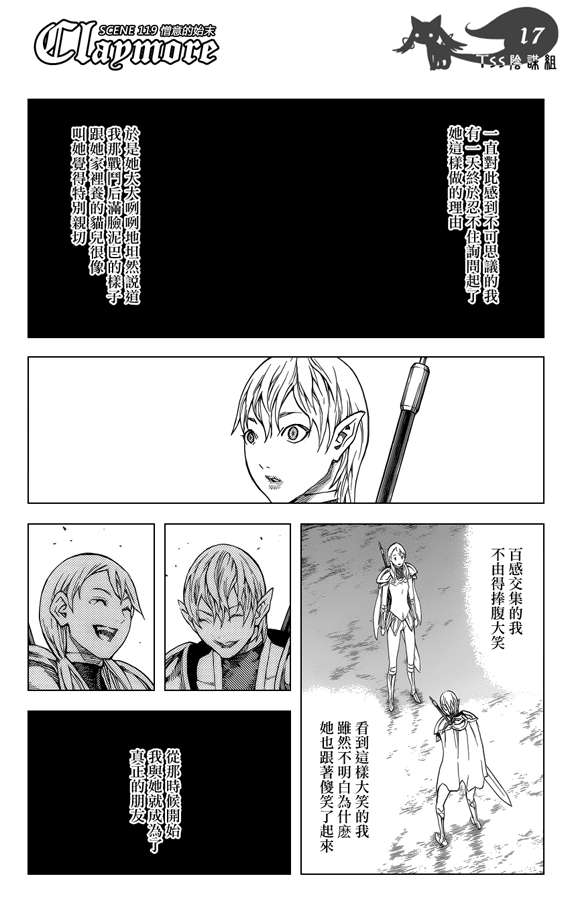 SCENE 119 憎意的始末
Claymore
17
TSS陰謀組
一直對此感到不可思議的我
有一天終於忍不住詢問起了
她這樣做的理由
於是她大大咧咧地坦然說道
我那戰鬥后滿臉泥巴的樣子
跟她家裡養的貓兒很像
叫她覺得特別親切
百感交集的我
不由得捧腹大笑
看到這樣大笑的我
雖然不明白為什麽
她也跟著傻笑了起來
從那時候開始
我與她就成為了
真正的朋友